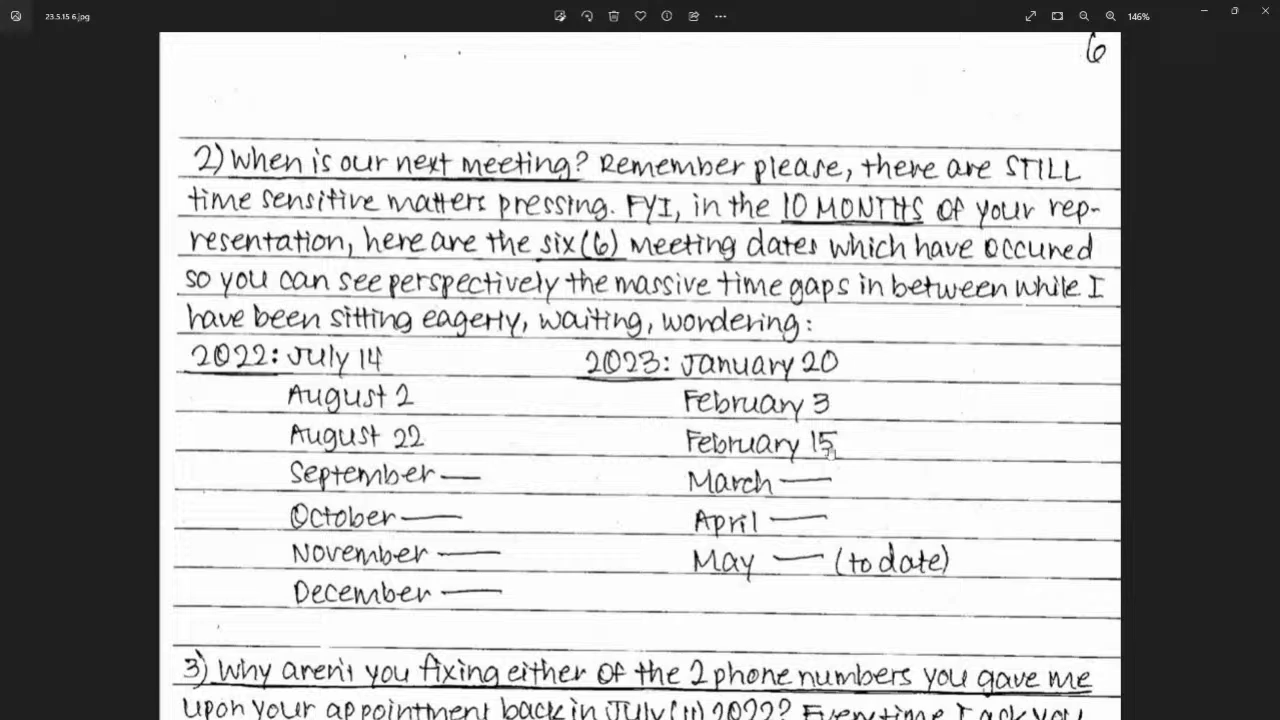 23.5.15 6.jpg
146%
6
2) When is our next meeting? Remember please, there are STILL
time sensitive matters pressing. FYI, in the 10 MONTHS of your rep-
resentation, here are the six (6) meeting dates which have occured
so you can see perspectively the massive time gaps in between while I
have been sitting eagerly, waiting, wondering:
2022: July 14 2023: January 20
August 2 February 3
August 22 February 15
September — March —
October — April —
November — May — (to date)
December —
3) Why aren't you fixing either of the 2 phone numbers you gave me
upon your appointment back in July (11) 2022? Every time I ask you